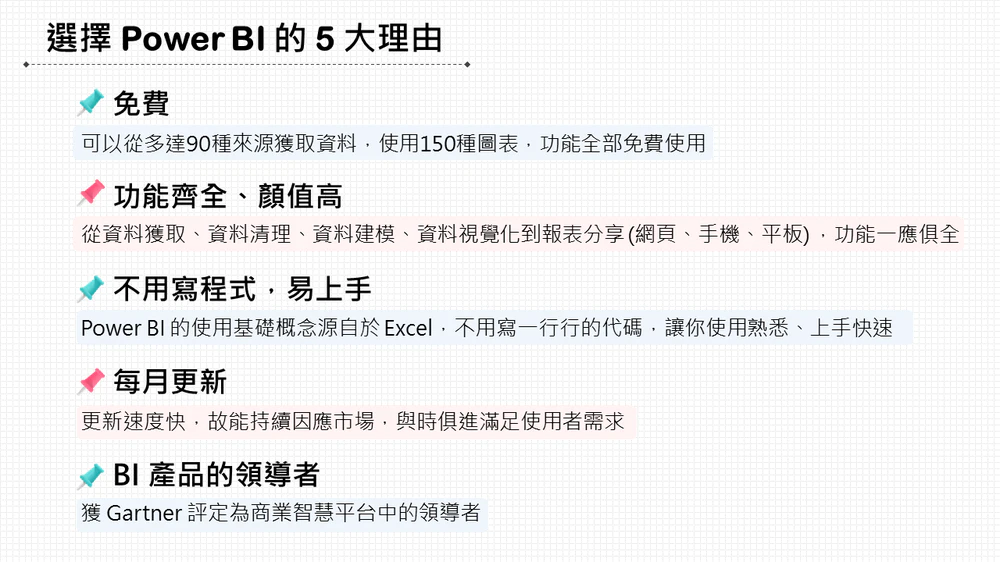 選擇 Power BI 的 5 大理由
免費
可以從多達90種來源獲取資料，使用150種圖表，功能全部免費使用
功能齊全、顏值高
從資料獲取、資料清理、資料建模、資料視覺化到報表分享(網頁、手機、平板)，功能一應俱全
不用寫程式，易上手
Power BI 的使用基礎概念源自於 Excel，不用寫一行行的代碼，讓你使用熟悉、上手快速
每月更新
更新速度快，故能持續因應市場，與時俱進滿足使用者需求
BI 產品的領導者
獲 Gartner 評定為商業智慧平台中的領導者